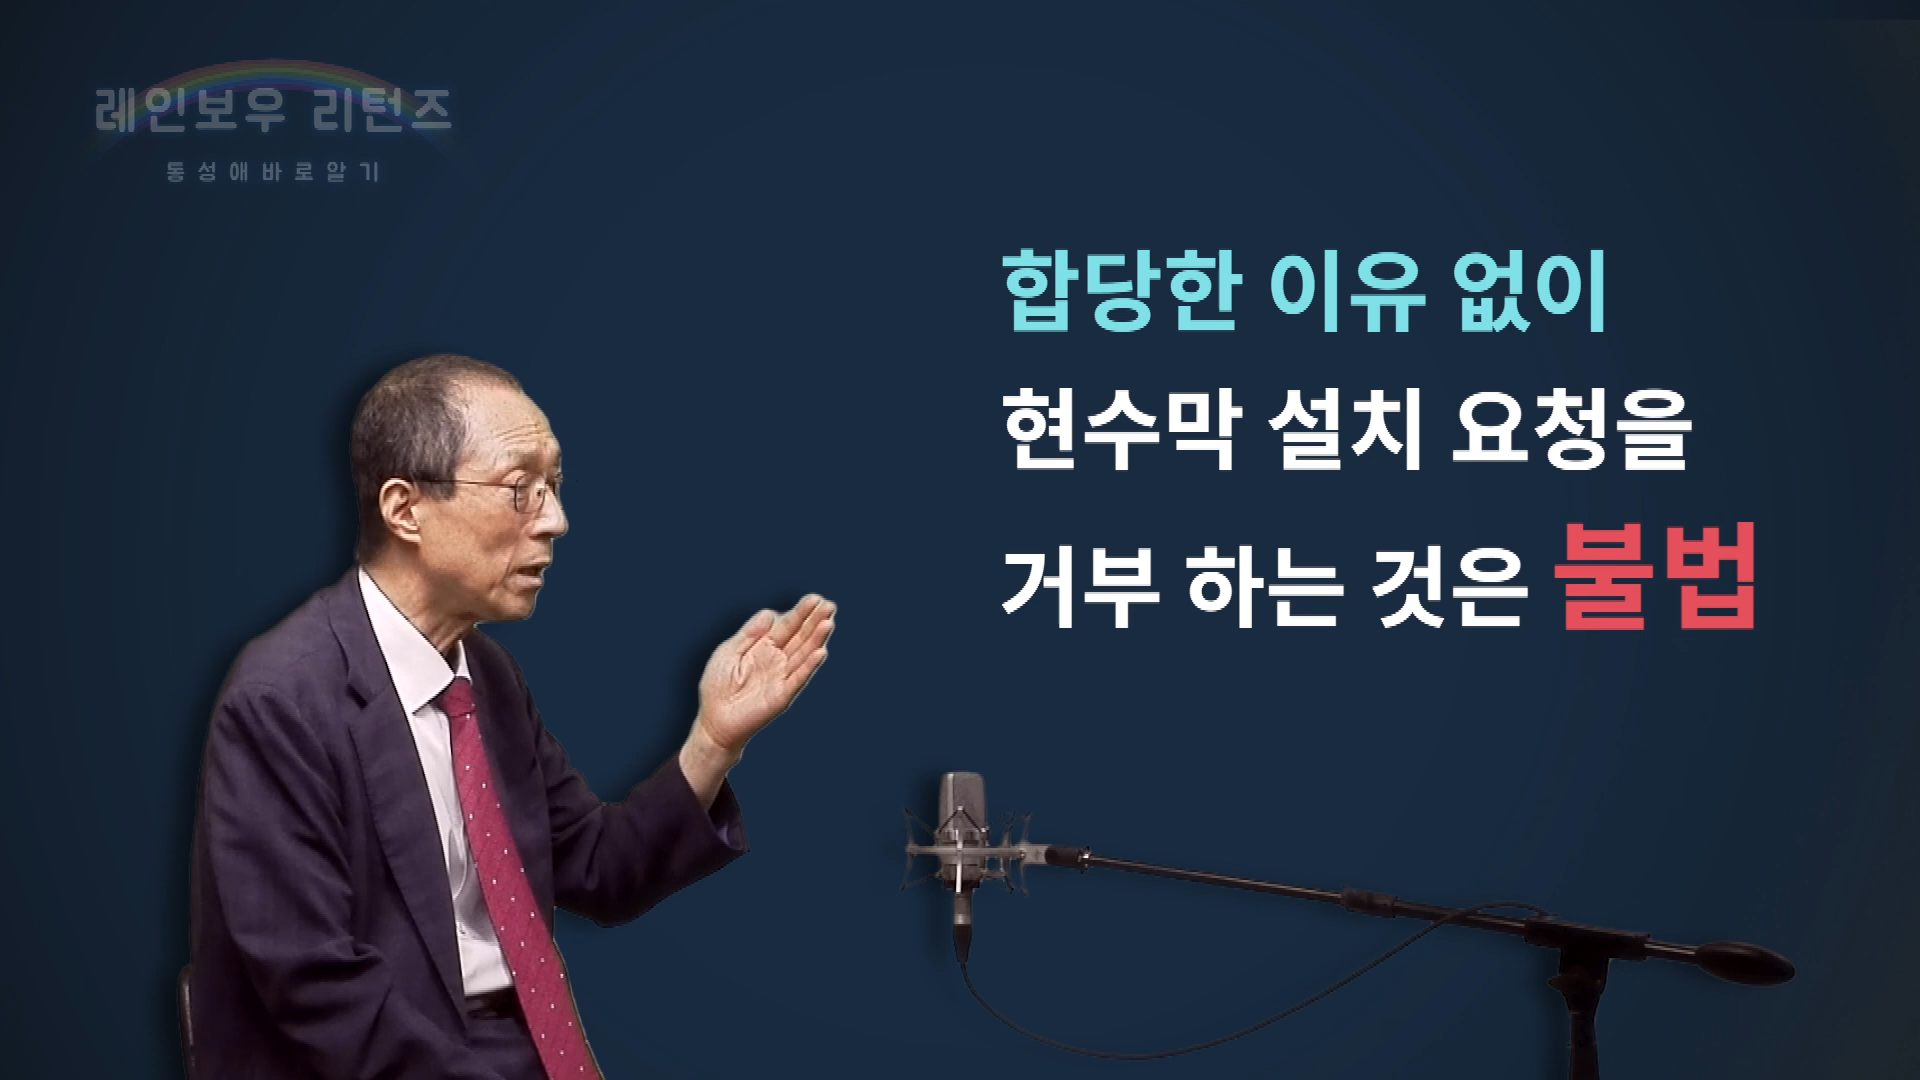 레인보우 리턴즈
동성애바로알기
합당한 이유 없이
현수막 설치 요청을
거부 하는 것은 불법